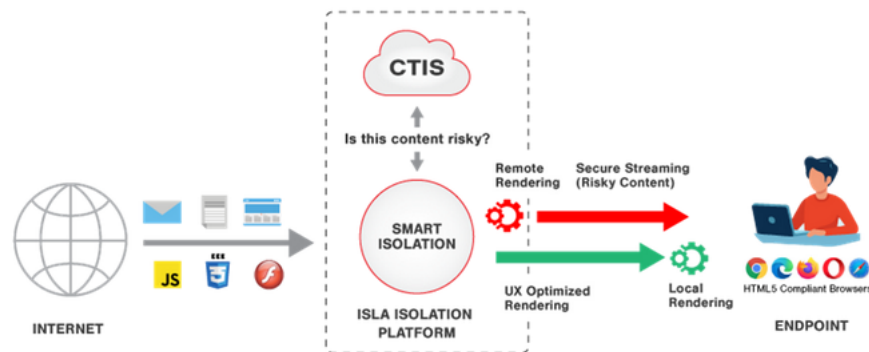 CTIS
Is this content risky?
Remote
Rendering
Secure Streaming
(Risky Content)
SMART
ISOLATION
JS
3
UX Optimized
Rendering
Local
Rendering
HTML5 Compliant Browsers
INTERNET
ISLA ISOLATION
PLATFORM
ENDPOINT